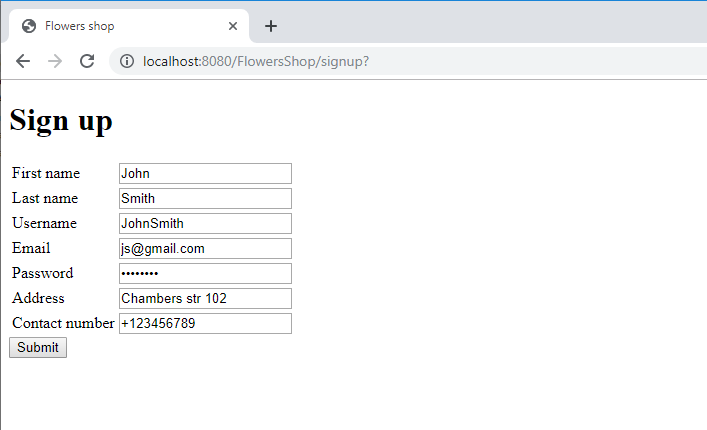 Flowers shop
localhost:8080/FlowersShop/signup?
Sign up
First name John
Last name Smith
Username JohnSmith
Email js@gmail.com
Password ••••••••
Address Chambers str 102
Contact number +123456789
Submit